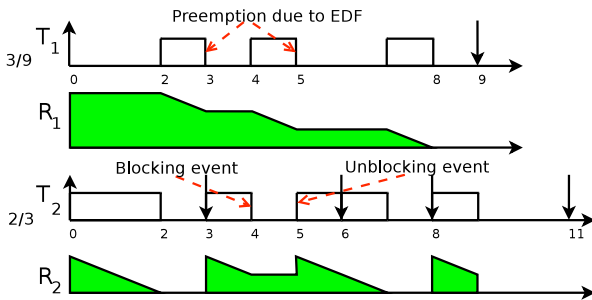 Preemption due to EDF
T1
3/9
0 2 3 4 5 8 9
R1
Blocking event Unblocking event
T2
2/3
0 2 3 4 5 6 8 11
R2